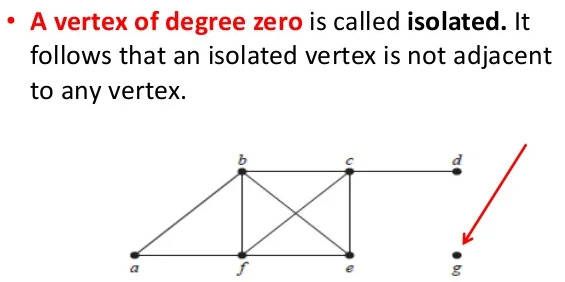 • A vertex of degree zero is called isolated. It
follows that an isolated vertex is not adjacent
to any vertex.
b c d
a f e g